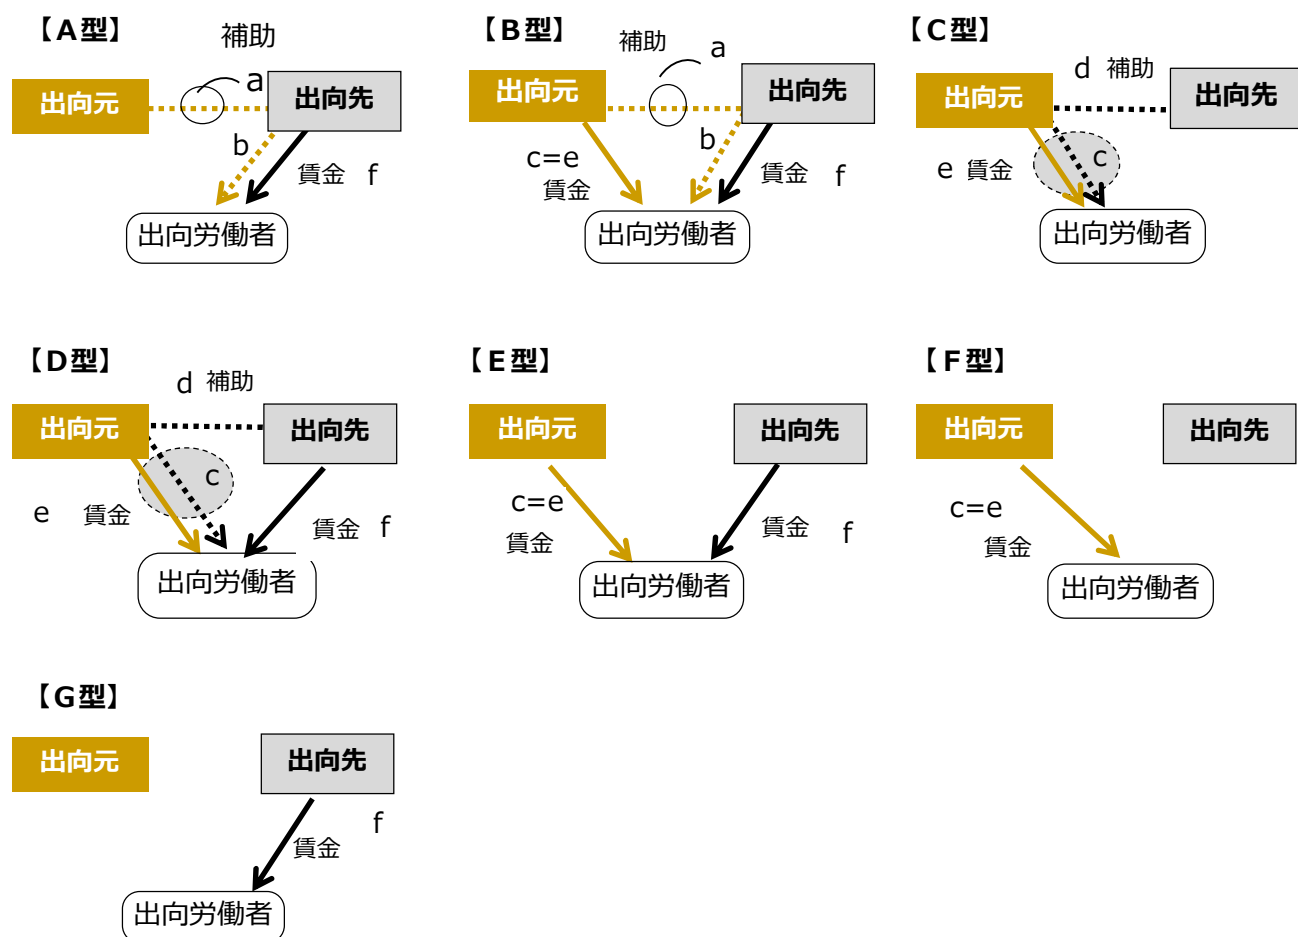 【A型】
補助
a
出向元
出向先
b
賃金 f
出向労働者
【B型】
補助
a
出向元
出向先
b
c=e
賃金
賃金 f
出向労働者
【C型】
d 補助
出向元
出向先
e 賃金
c
出向労働者
【D型】
d 補助
出向元
出向先
c
e 賃金
賃金 f
出向労働者
【E型】
出向元
出向先
c=e
賃金
賃金 f
出向労働者
【F型】
出向元
出向先
c=e
賃金
出向労働者
【G型】
出向元
出向先
f
賃金
出向労働者